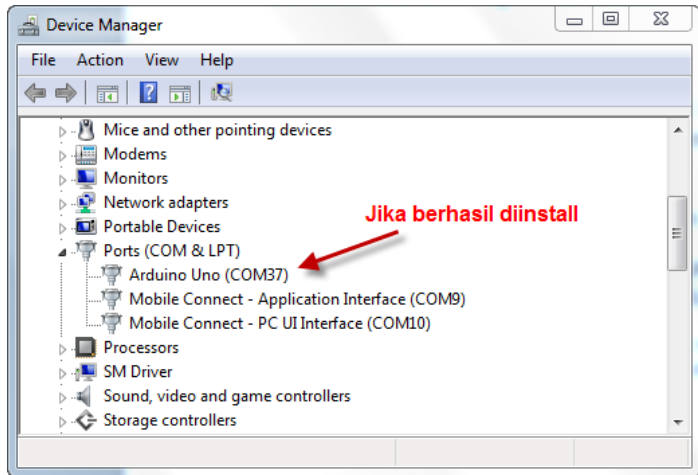 Device Manager
File Action View Help
Mice and other pointing devices
Modems
Monitors
Network adapters
Portable Devices
Jika berhasil diinstall
Ports (COM & LPT)
Arduino Uno (COM37)
Mobile Connect - Application Interface (COM9)
Mobile Connect - PC UI Interface (COM10)
Processors
SM Driver
Sound, video and game controllers
Storage controllers